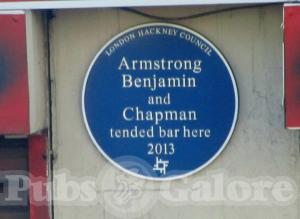 LONDON HACKNEY COUNCIL
Armstrong
Benjamin
and
Chapman
tended bar here
2013
Pubs Galore